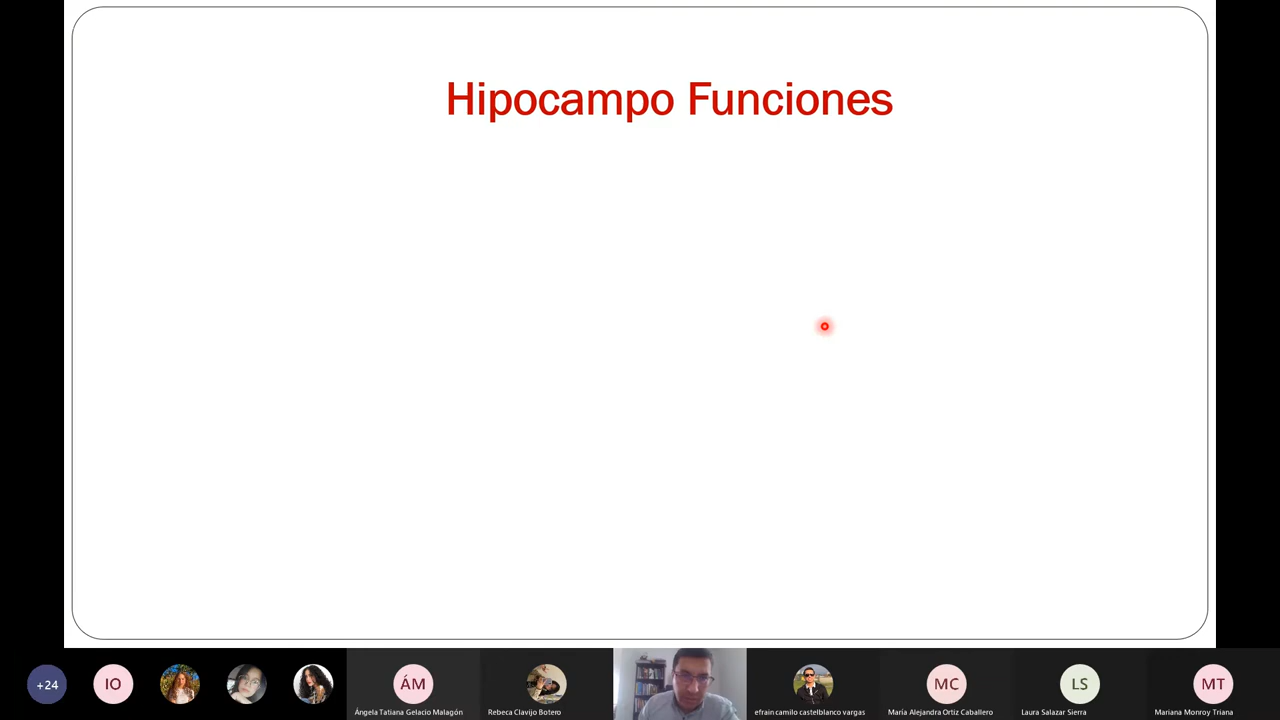 Hipocampo Funciones
+24
IO
ÁM
Ángela Tatiana Gelacio Malagón
Rebeca Clavijo Botero
efrain camilo castelblanco vargas
MC
María Alejandra Ortiz Caballero
LS
Laura Salazar Sierra
MT
Mariana Monroy Triana